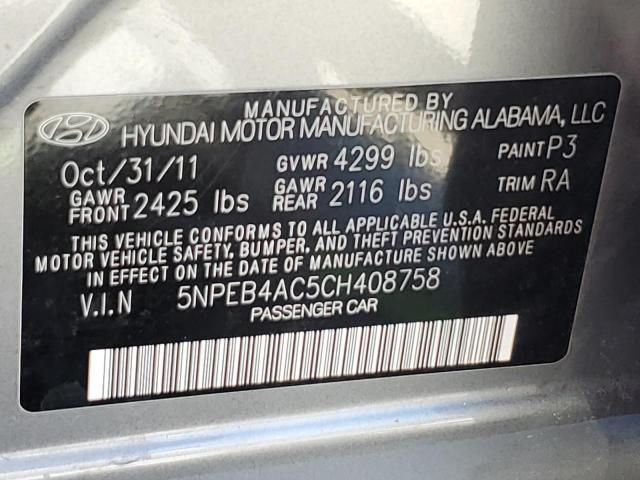 MANUFACTURED BY
HYUNDAI MOTOR MANUFACTURING ALABAMA, LLC
Oct/31/11 GVWR 4299 lbs PAINT P3
GAWR FRONT 2425 lbs GAWR REAR 2116 lbs TRIM RA
THIS VEHICLE CONFORMS TO ALL APPLICABLE U.S.A. FEDERAL
MOTOR VEHICLE SAFETY, BUMPER, AND THEFT PREVENTION STANDARDS
IN EFFECT ON THE DATE OF MANUFACTURE SHOWN ABOVE
V.I.N 5NPEB4AC5CH408758
PASSENGER CAR